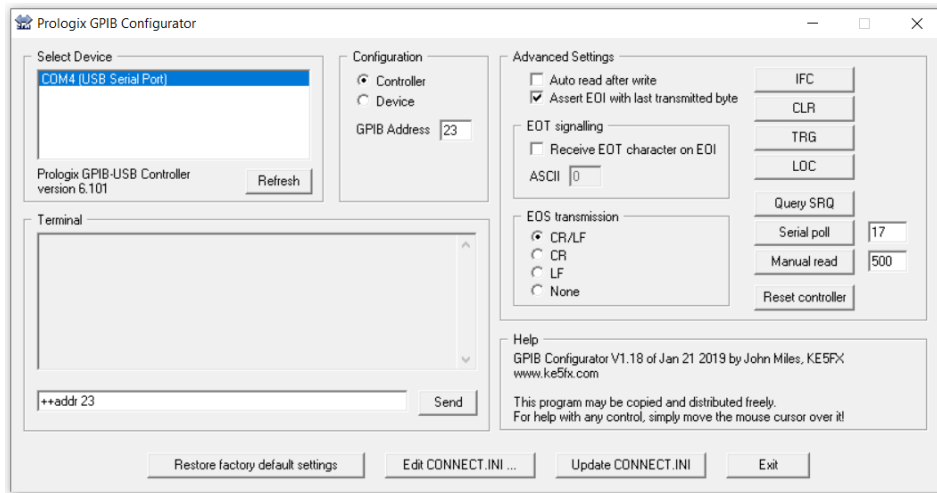 Prologix GPIB Configurator
Select Device
COM4 (USB Serial Port)
Prologix GPIB-USB Controller
version 6.101
Refresh
Configuration
Controller
Device
GPIB Address 23
Advanced Settings
Auto read after write
Assert EOI with last transmitted byte
EOT signalling
Receive EOT character on EOI
ASCII 0
EOS transmission
CR/LF
CR
LF
None
IFC
CLR
TRG
LOC
Query SRQ
Serial poll 17
Manual read 500
Reset controller
Terminal
++addr 23
Send
Help
GPIB Configurator V1.18 of Jan 21 2019 by John Miles, KE5FX
www.ke5fx.com
This program may be copied and distributed freely.
For help with any control, simply move the mouse cursor over it!
Restore factory default settings
Edit CONNECT.INI ...
Update CONNECT.INI
Exit